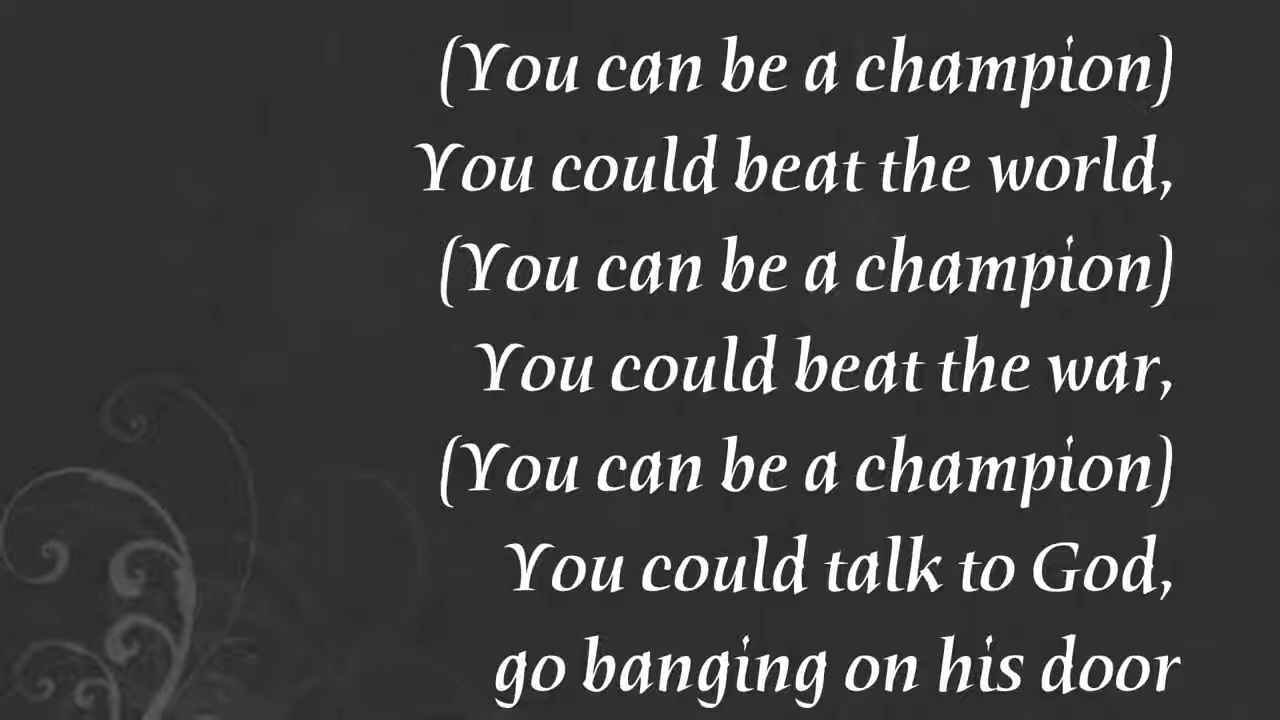 (You can be a champion)
You could beat the world,
(You can be a champion)
You could beat the war,
(You can be a champion)
You could talk to God,
go banging on his door